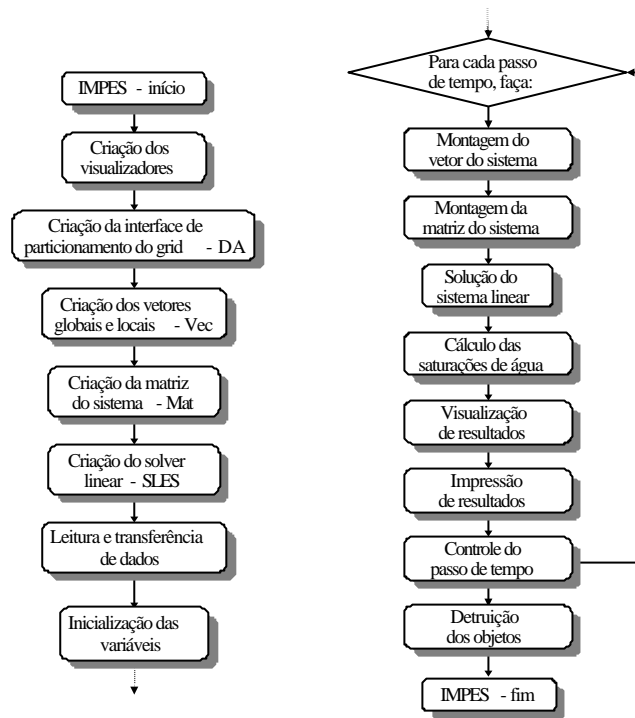 IMPES - início
Criação dos
visualizadores
Criação da interface de
particionamento do grid - DA
Criação dos vetores
globais e locais - Vec
Criação da matriz
do sistema - Mat
Criação do solver
linear - SLES
Leitura e transferência
de dados
Inicialização das
variáveis
Para cada passo
de tempo, faça:
Montagem do
vetor do sistema
Montagem da
matriz do sistema
Solução do
sistema linear
Cálculo das
saturações de água
Visualização
de resultados
Impressão
de resultados
Controle do
passo de tempo
Detruição
dos objetos
IMPES - fim